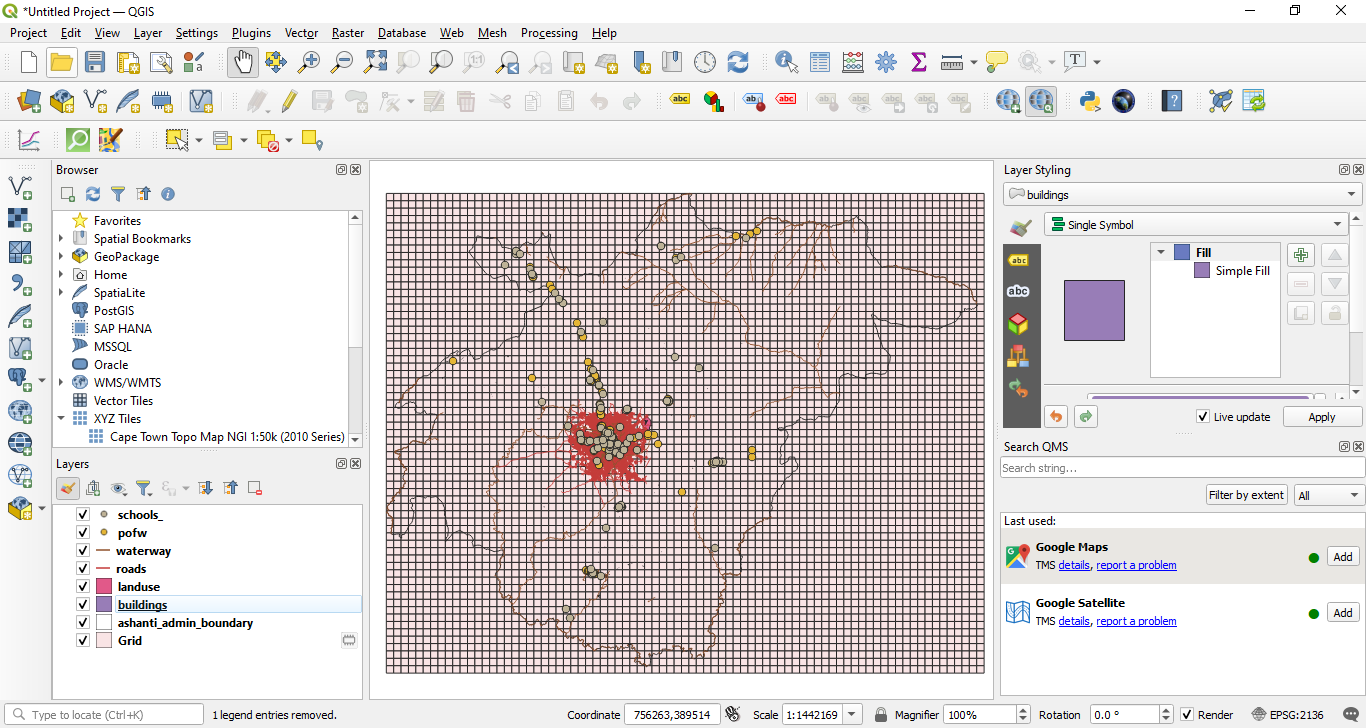 *Untitled Project — QGIS
Project Edit View Layer Settings Plugins Vector Raster Database Web Mesh Processing Help
Browser
Favorites
Spatial Bookmarks
GeoPackage
Home
SpatiaLite
PostGIS
SAP HANA
MSSQL
Oracle
WMS/WMTS
Vector Tiles
XYZ Tiles
Cape Town Topo Map NGI 1:50k (2010 Series)
Layers
schools_
pofw
waterway
roads
landuse
buildings
ashanti_admin_boundary
Grid
Layer Styling
buildings
Single Symbol
Fill
Simple Fill
Live update Apply
Search QMS
Search string...
Filter by extent All
Last used:
Google Maps
TMS details, report a problem Add
Google Satellite
TMS details, report a problem Add
Type to locate (Ctrl+K) 1 legend entries removed. Coordinate 756263,389514 Scale 1:1442169 Magnifier 100% Rotation 0.0 ° Render EPSG:2136